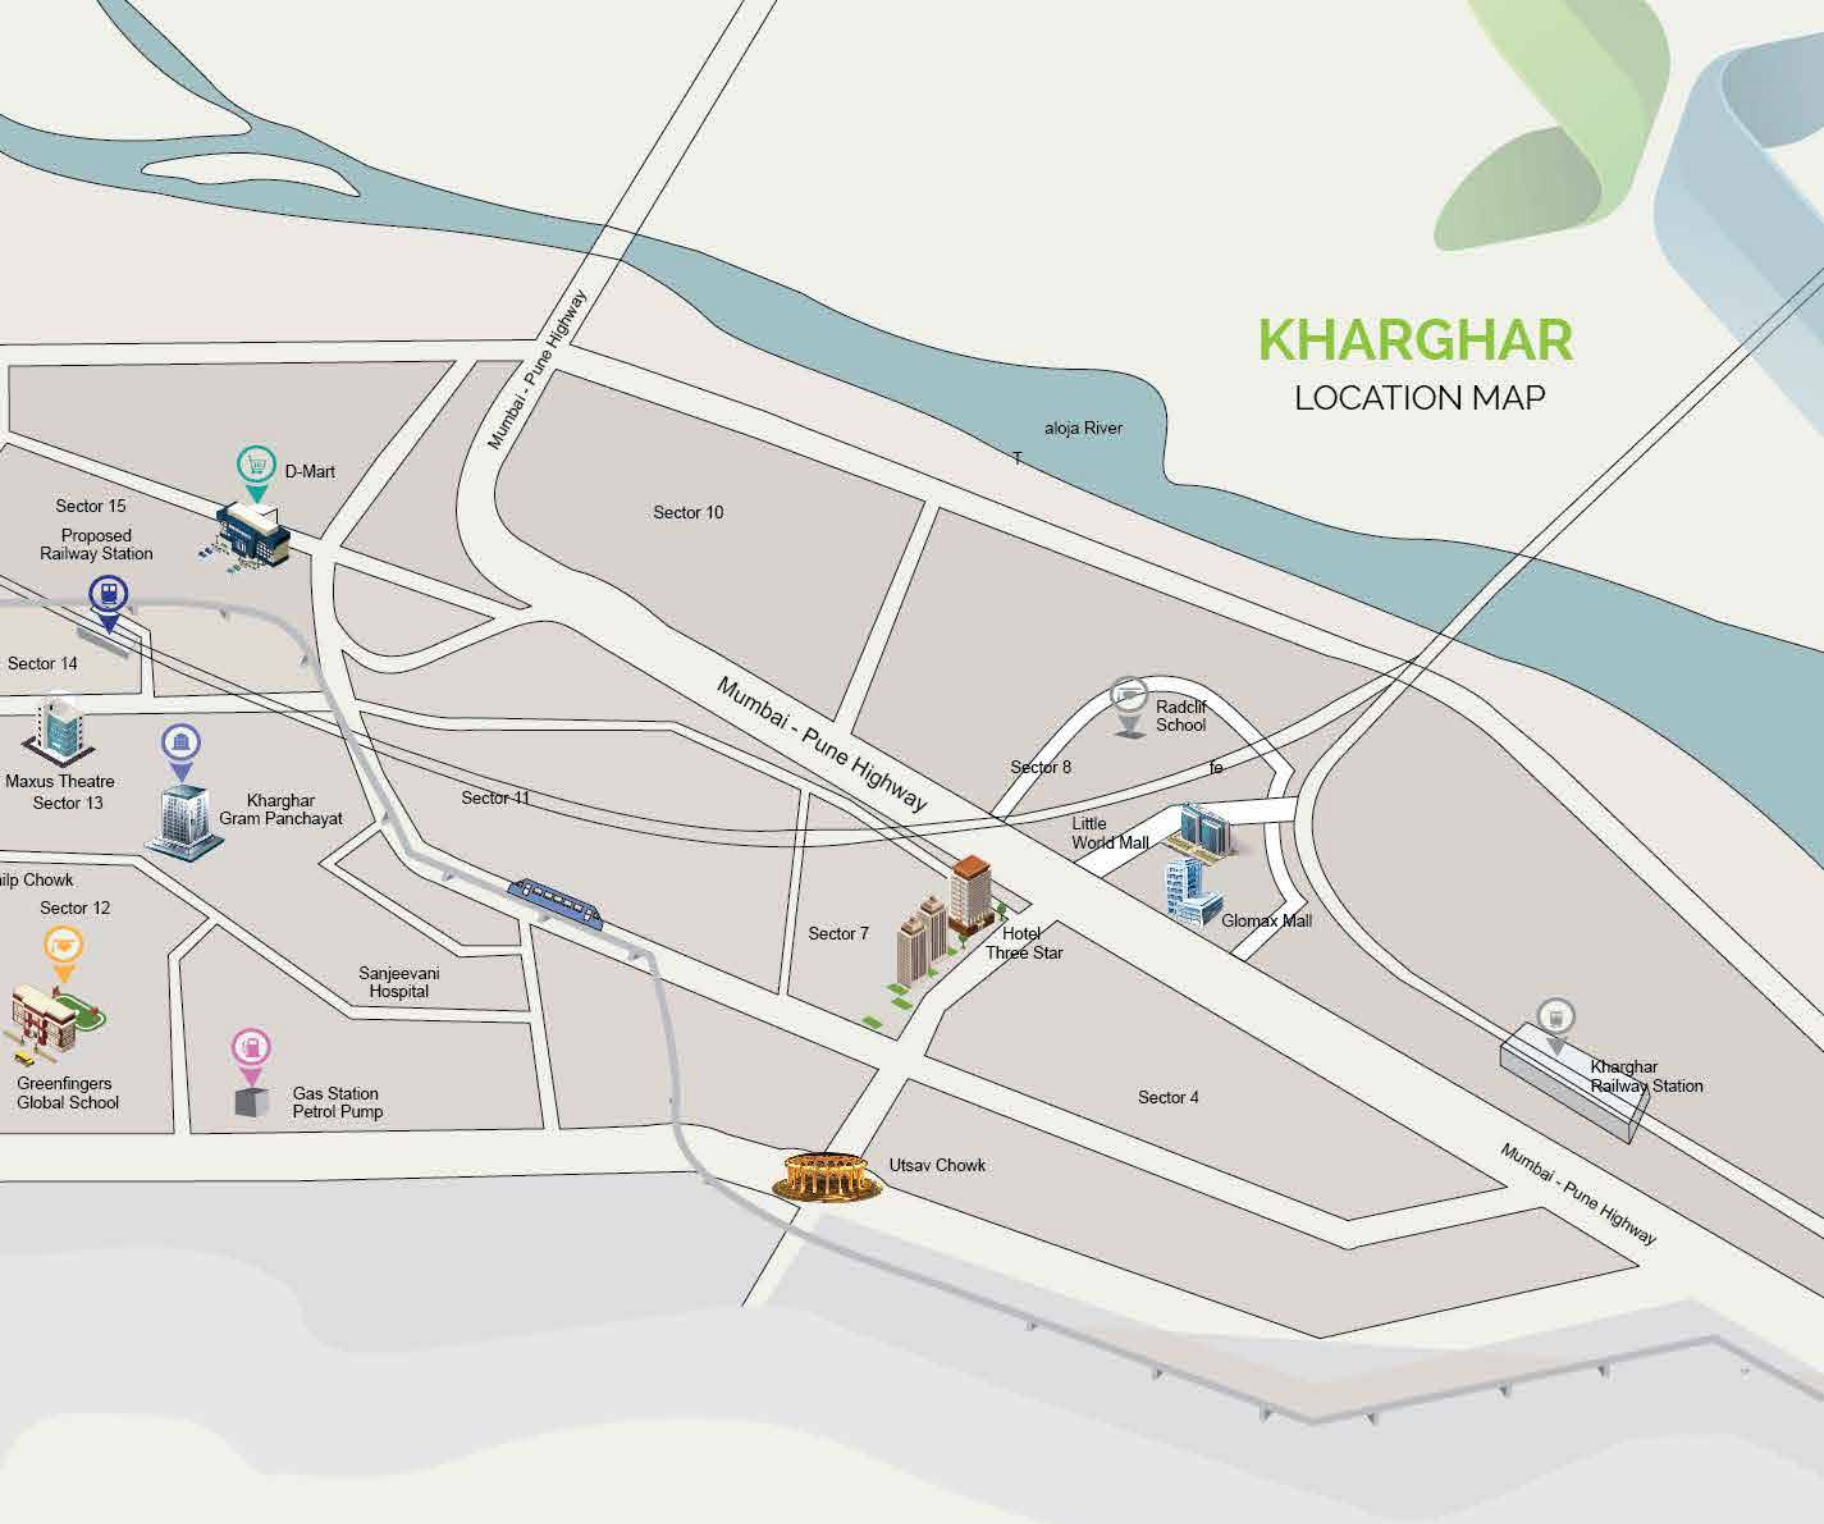 KHARGHAR
LOCATION MAP
Mumbai - Pune Highway
aloja River
T
D-Mart
Sector 15
Proposed
Railway Station
Sector 10
Sector 14
Mumbai - Pune Highway
Radclif
School
Sector 8
fe
Maxus Theatre
Sector 13
Kharghar
Gram Panchayat
Sector 11
Little
World Mall
ilp Chowk
Sector 12
Glomax Mall
Sector 7
Hotel
Three Star
Sanjeevani
Hospital
Greenfingers
Global School
Gas Station
Petrol Pump
Kharghar
Railway Station
Sector 4
Utsav Chowk
Mumbai - Pune Highway